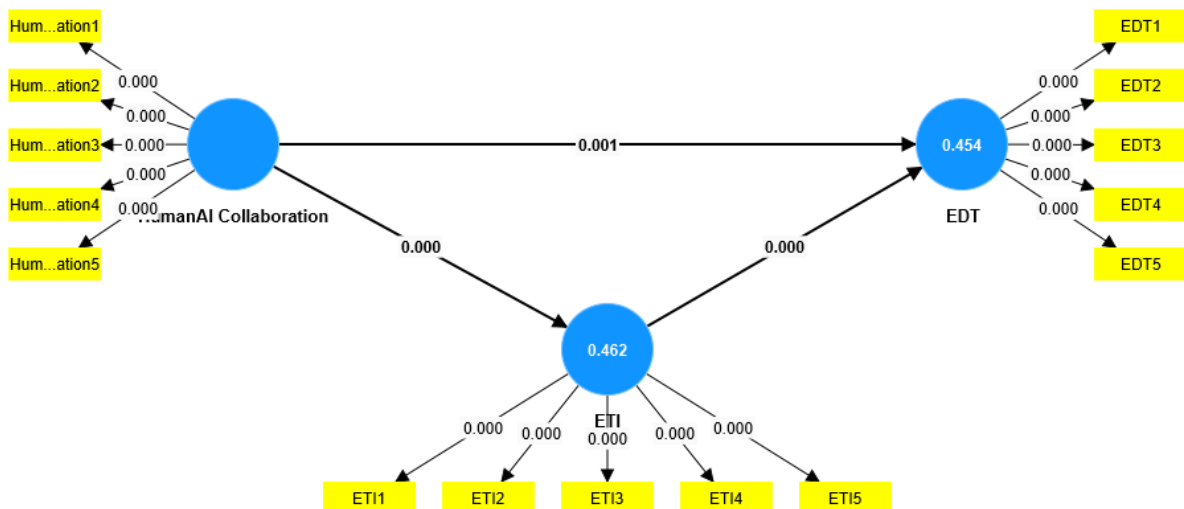 Hum...ation1
EDT1
0.000
0.000
Hum...ation2
EDT2
0.000
0.000
Hum...ation3
0.000
0.001
0.454
0.000
EDT3
0.000
0.000
Hum...ation4
EDT4
0.000
0.000
HumanAI Collaboration
EDT
0.000
0.000
Hum...ation5
EDT5
0.462
ETI
0.000
0.000
0.000
0.000
0.000
ETI1
ETI2
ETI3
ETI4
ETI5